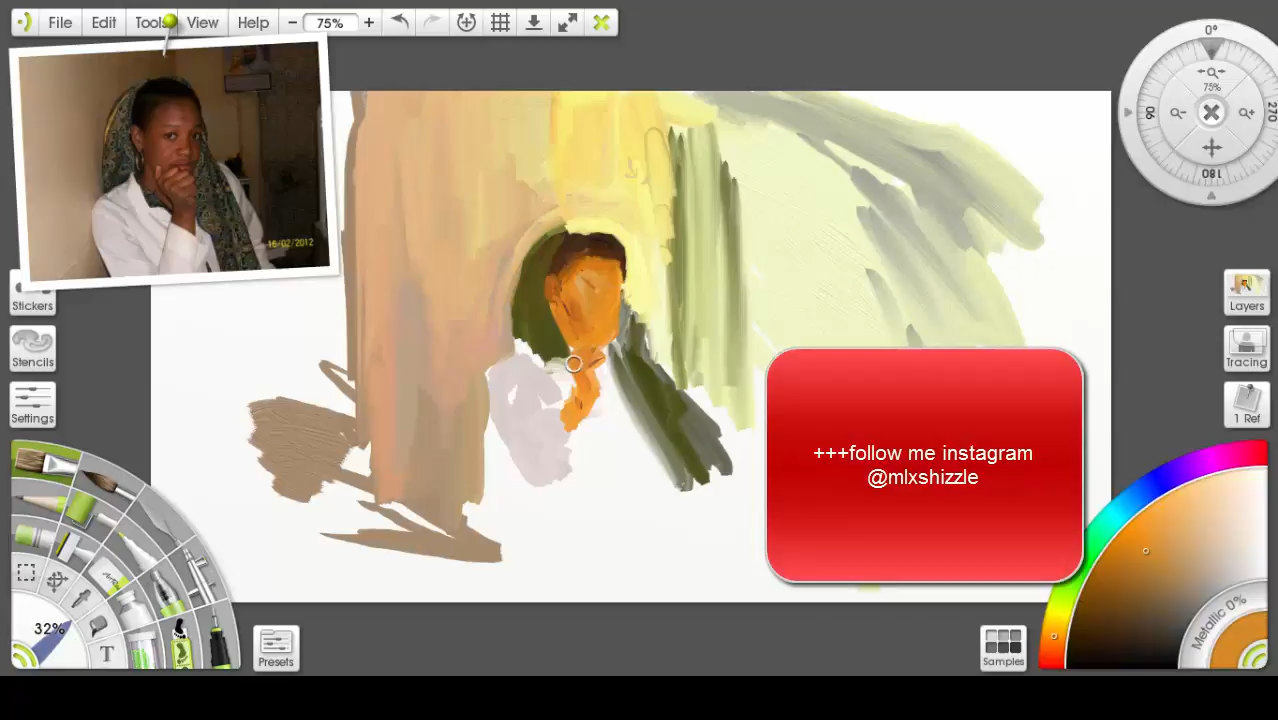 File Edit Tools View Help 75%
0°
270
180
90
75%
16/02/2012
Stickers
Stencils
Settings
Layers
Tracing
1 Ref
+++follow me instagram
@mlxshizzle
32%
T
Presets
Samples
Metallic 0%